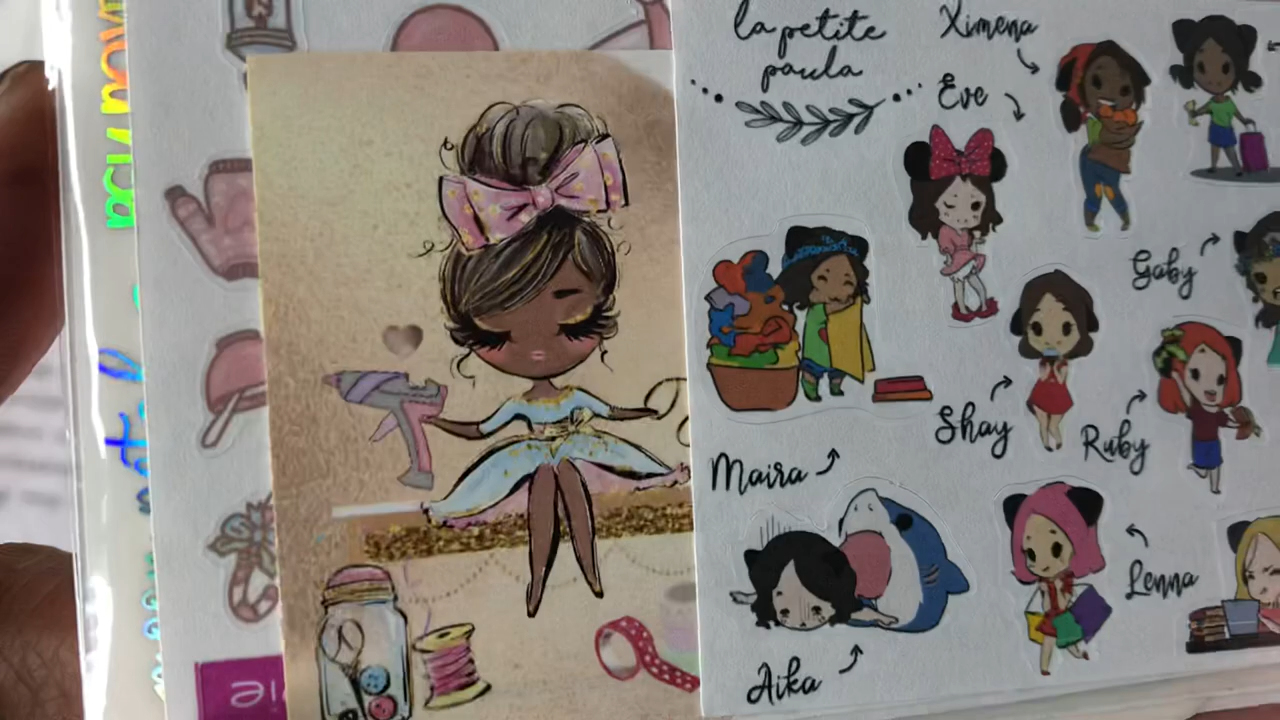 la petite
paula
Ximena
Eve
Gaby
Shay
Ruby
Maira
Lenna
Aika